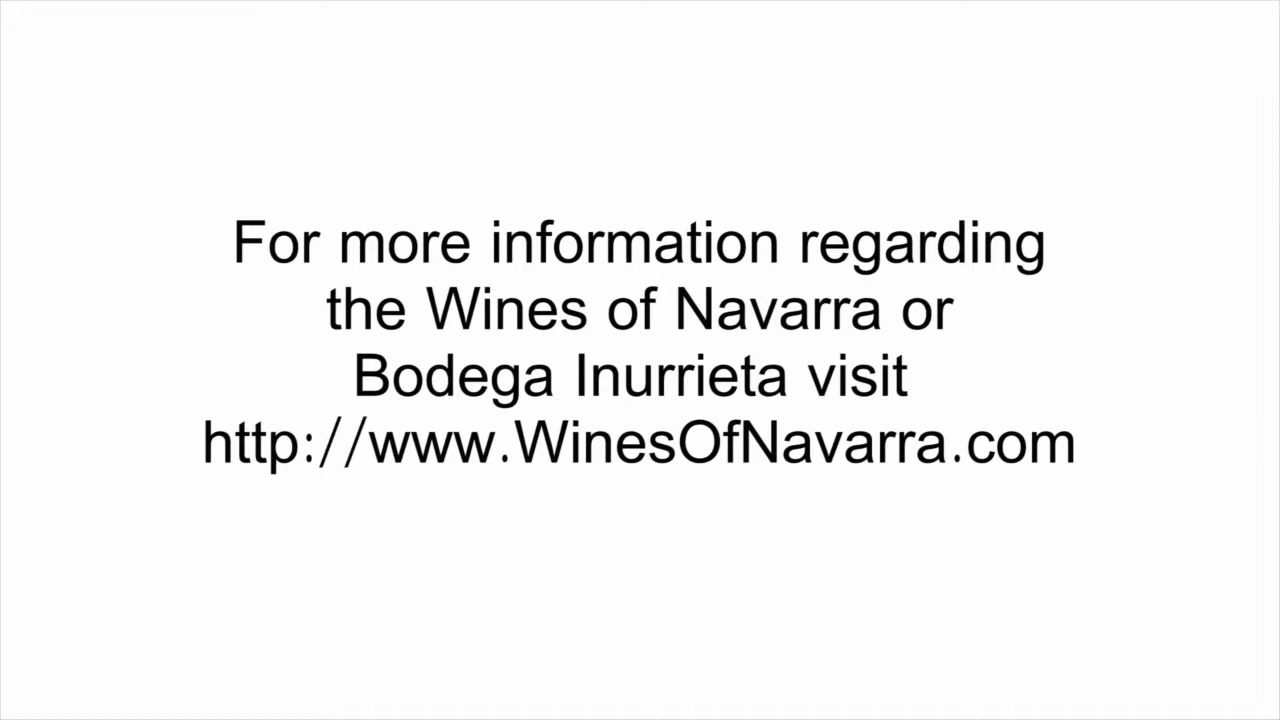 For more information regarding
the Wines of Navarra or
Bodega Inurrieta visit
http://www.WinesOfNavarra.com